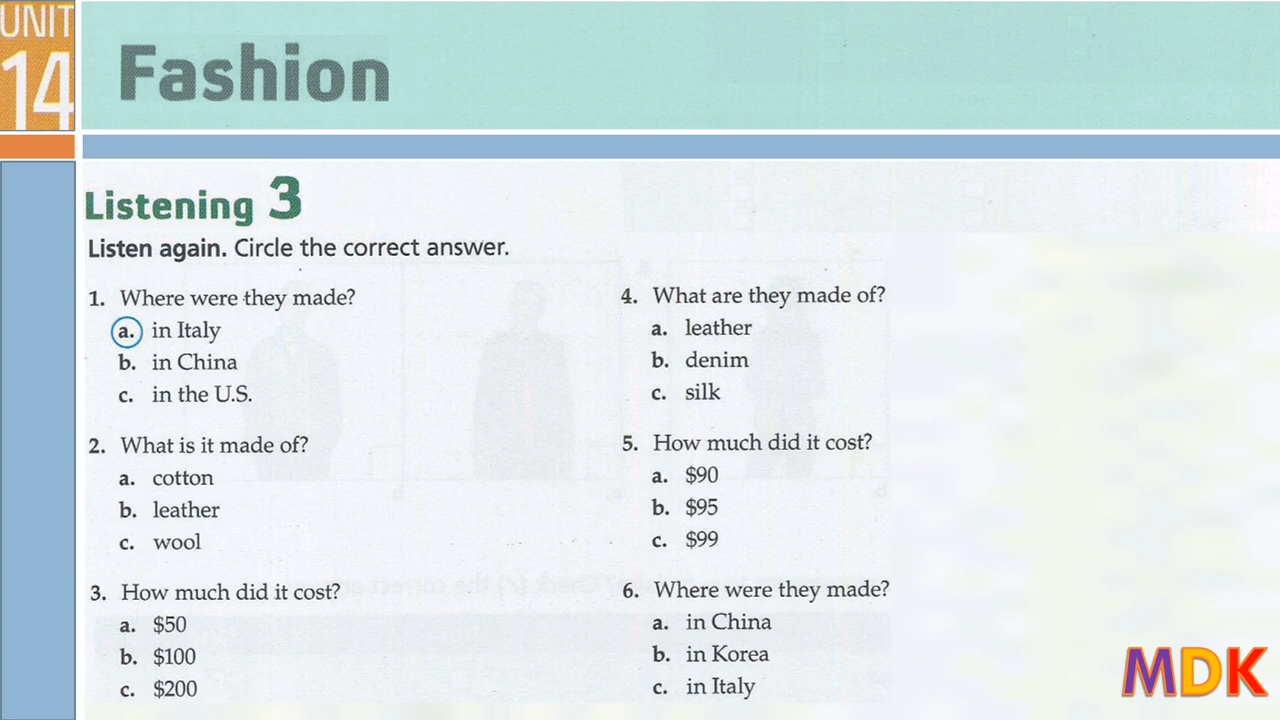 UNIT
14
Fashion
Listening 3
Listen again. Circle the correct answer.
1. Where were they made?
a. in Italy
b. in China
c. in the U.S.
2. What is it made of?
a. cotton
b. leather
c. wool
3. How much did it cost?
a. $50
b. $100
c. $200
4. What are they made of?
a. leather
b. denim
c. silk
5. How much did it cost?
a. $90
b. $95
c. $99
6. Where were they made?
a. in China
b. in Korea
c. in Italy
MDK